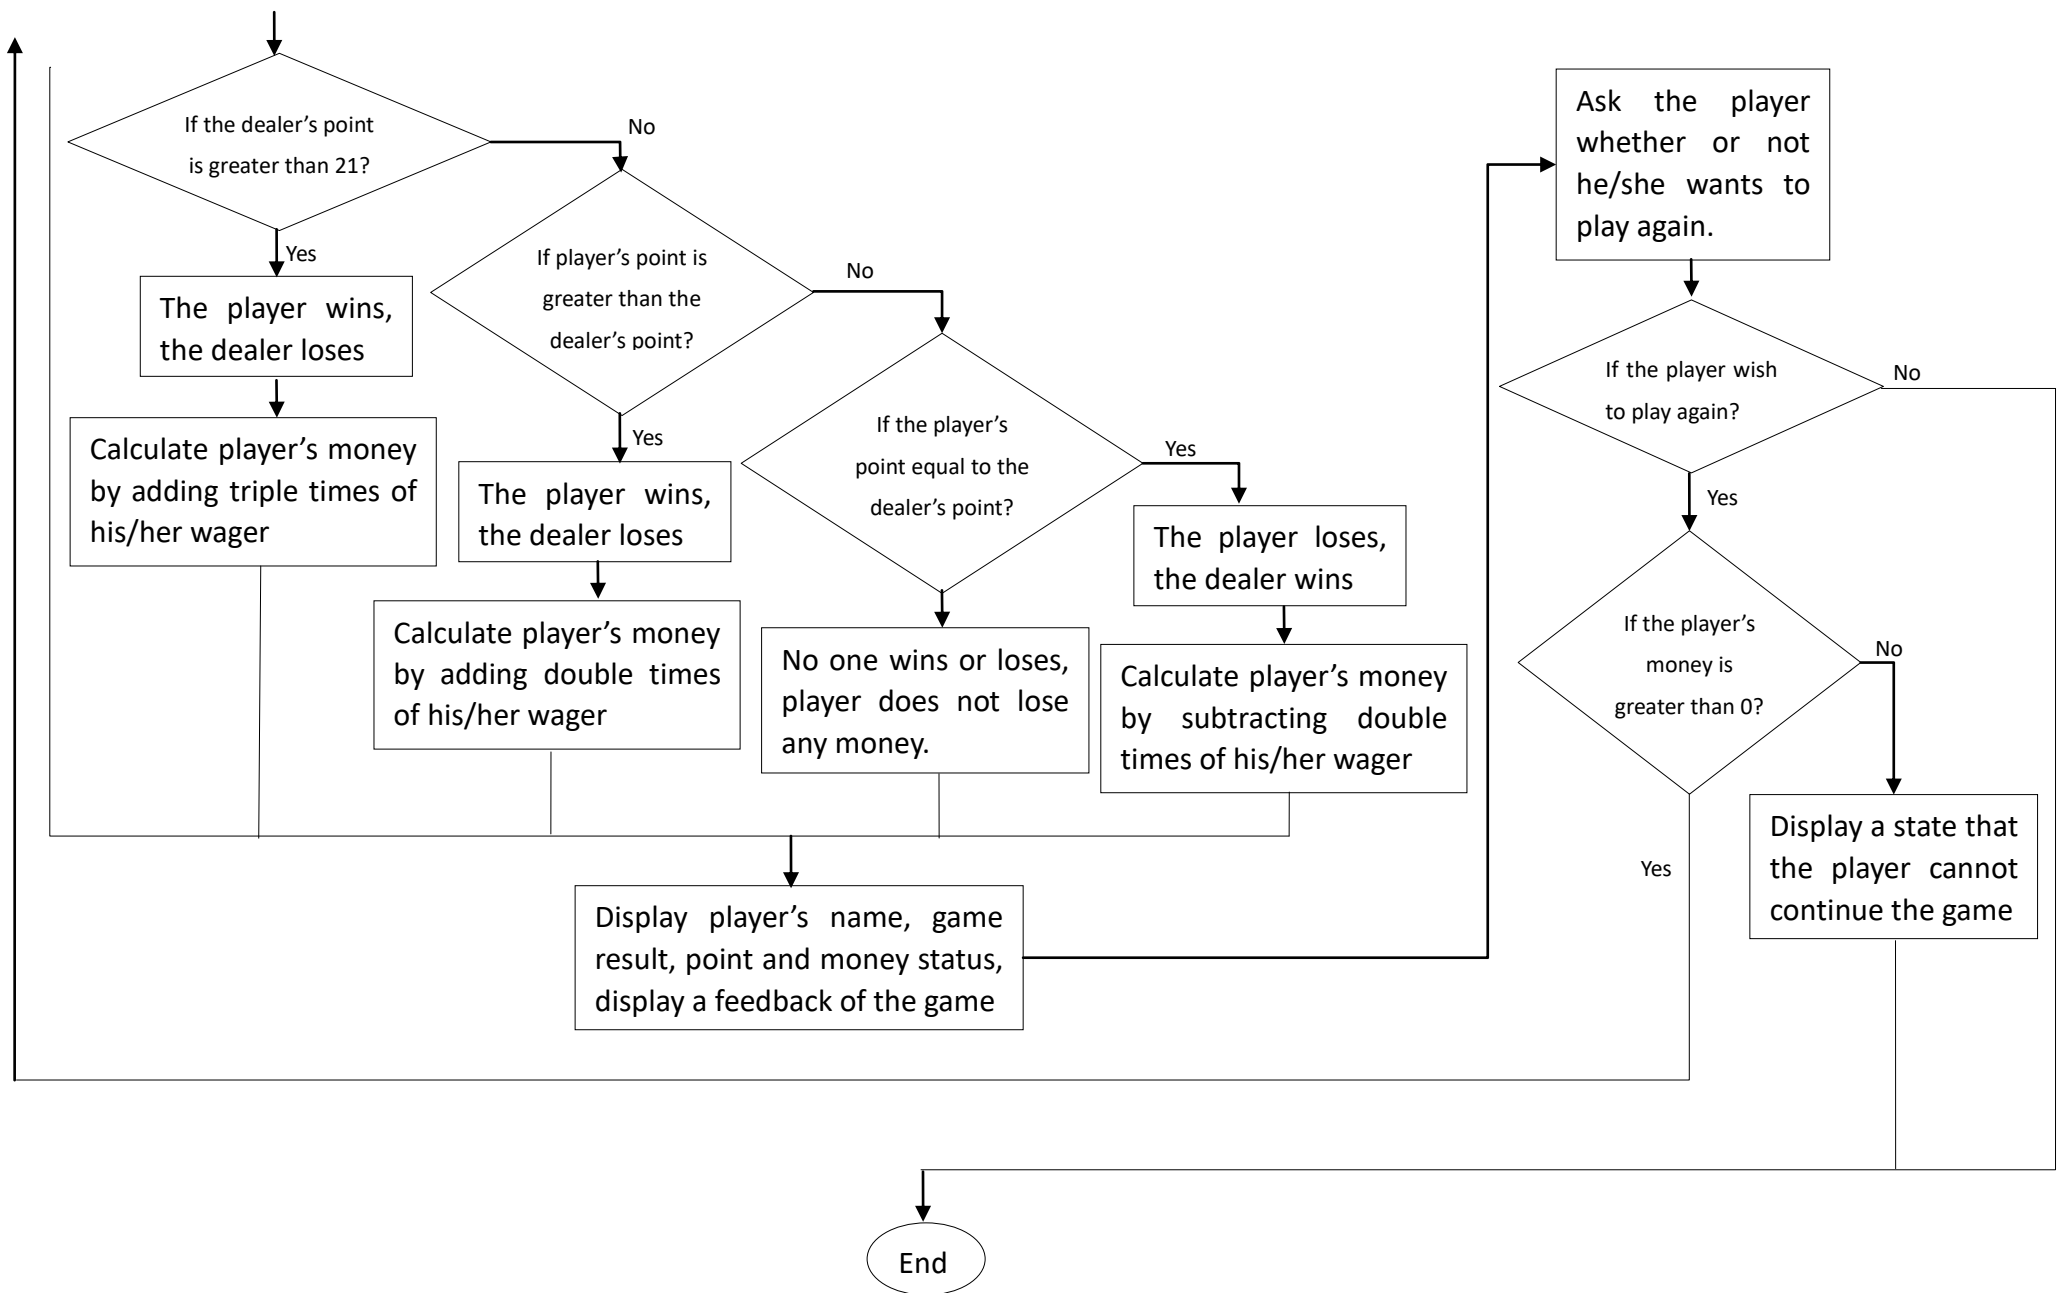 If the dealer’s point
is greater than 21?
No
Yes
The player wins,
the dealer loses
Calculate player’s money
by adding triple times of
his/her wager
If player’s point is
greater than the
dealer’s point?
No
Yes
The player wins,
the dealer loses
Calculate player’s money
by adding double times
of his/her wager
If the player’s
point equal to the
dealer’s point?
Yes
No one wins or loses,
player does not lose
any money.
The player loses,
the dealer wins
Calculate player’s money
by subtracting double
times of his/her wager
Display player’s name, game
result, point and money status,
display a feedback of the game
Ask the player
whether or not
he/she wants to
play again.
If the player wish
to play again?
No
Yes
If the player’s
money is
greater than 0?
No
Yes
Display a state that
the player cannot
continue the game
End